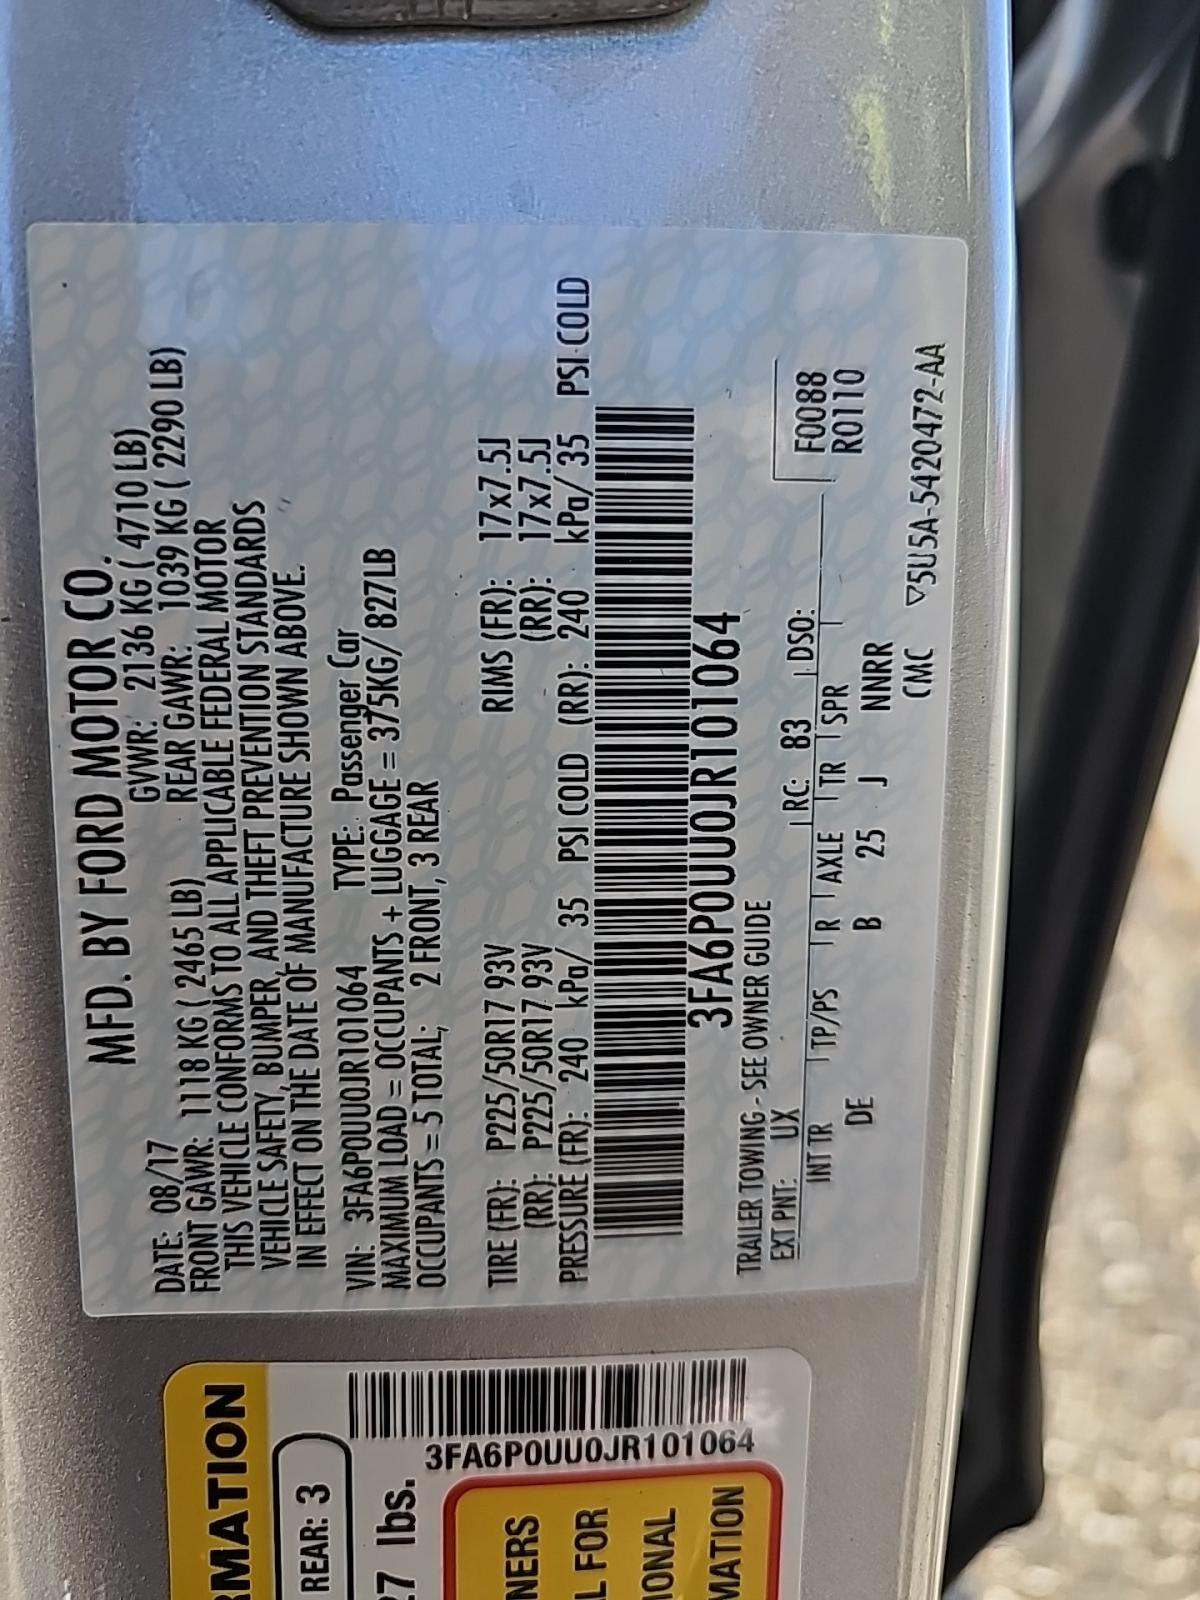 MFD. BY FORD MOTOR CO.
DATE: 08/17 GVWR: 2136 KG ( 4710 LB)
FRONT GAWR: 1118 KG ( 2465 LB) REAR GAWR: 1039 KG ( 2290 LB)
THIS VEHICLE CONFORMS TO ALL APPLICABLE FEDERAL MOTOR
VEHICLE SAFETY, BUMPER, AND THEFT PREVENTION STANDARDS
IN EFFECT ON THE DATE OF MANUFACTURE SHOWN ABOVE.
VIN: 3FA6P0UU0JR101064 TYPE: Passenger Car
MAXIMUM LOAD = OCCUPANTS + LUGGAGE = 375KG/ 827LB
OCCUPANTS = 5 TOTAL; 2 FRONT, 3 REAR
TIRE (FR): P225/50R17 93V RIMS (FR): 17x7.5J
(RR): P225/50R17 93V (RR): 17x7.5J
PRESSURE (FR): 240 kPa/ 35 PSI COLD (RR): 240 kPa/ 35 PSI COLD
3FA6P0UU0JR101064
TRAILER TOWING - SEE OWNER GUIDE
EXT PNT: UX RC: 83 DSO: F0088
INT TR TP/PS R AXLE TR SPR R0110
DE B 25 J NNRR
CMC ▽5U5A-5420472-AA
RMATION
REAR: 3
27 lbs.
3FA6P0UU0JR101064
NERS
L FOR
IONAL
MATION